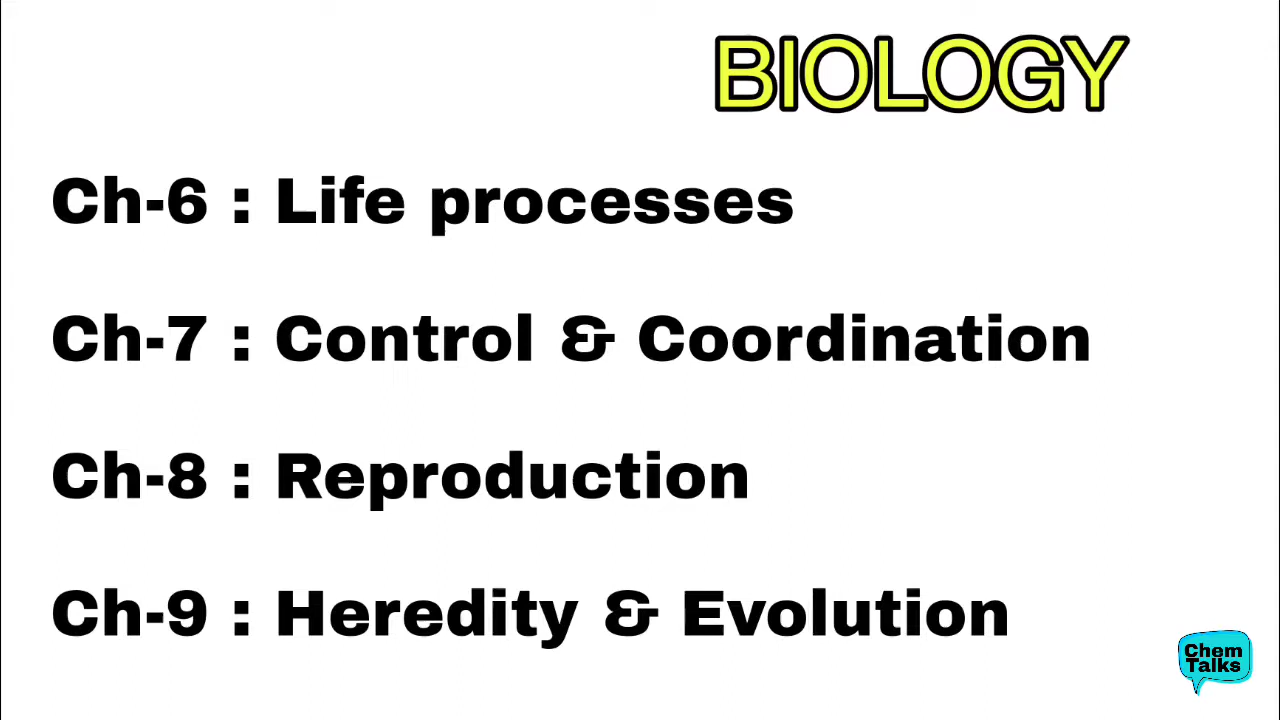 BIOLOGY
Ch-6 : Life processes
Ch-7 : Control & Coordination
Ch-8 : Reproduction
Ch-9 : Heredity & Evolution
Chem
Talks